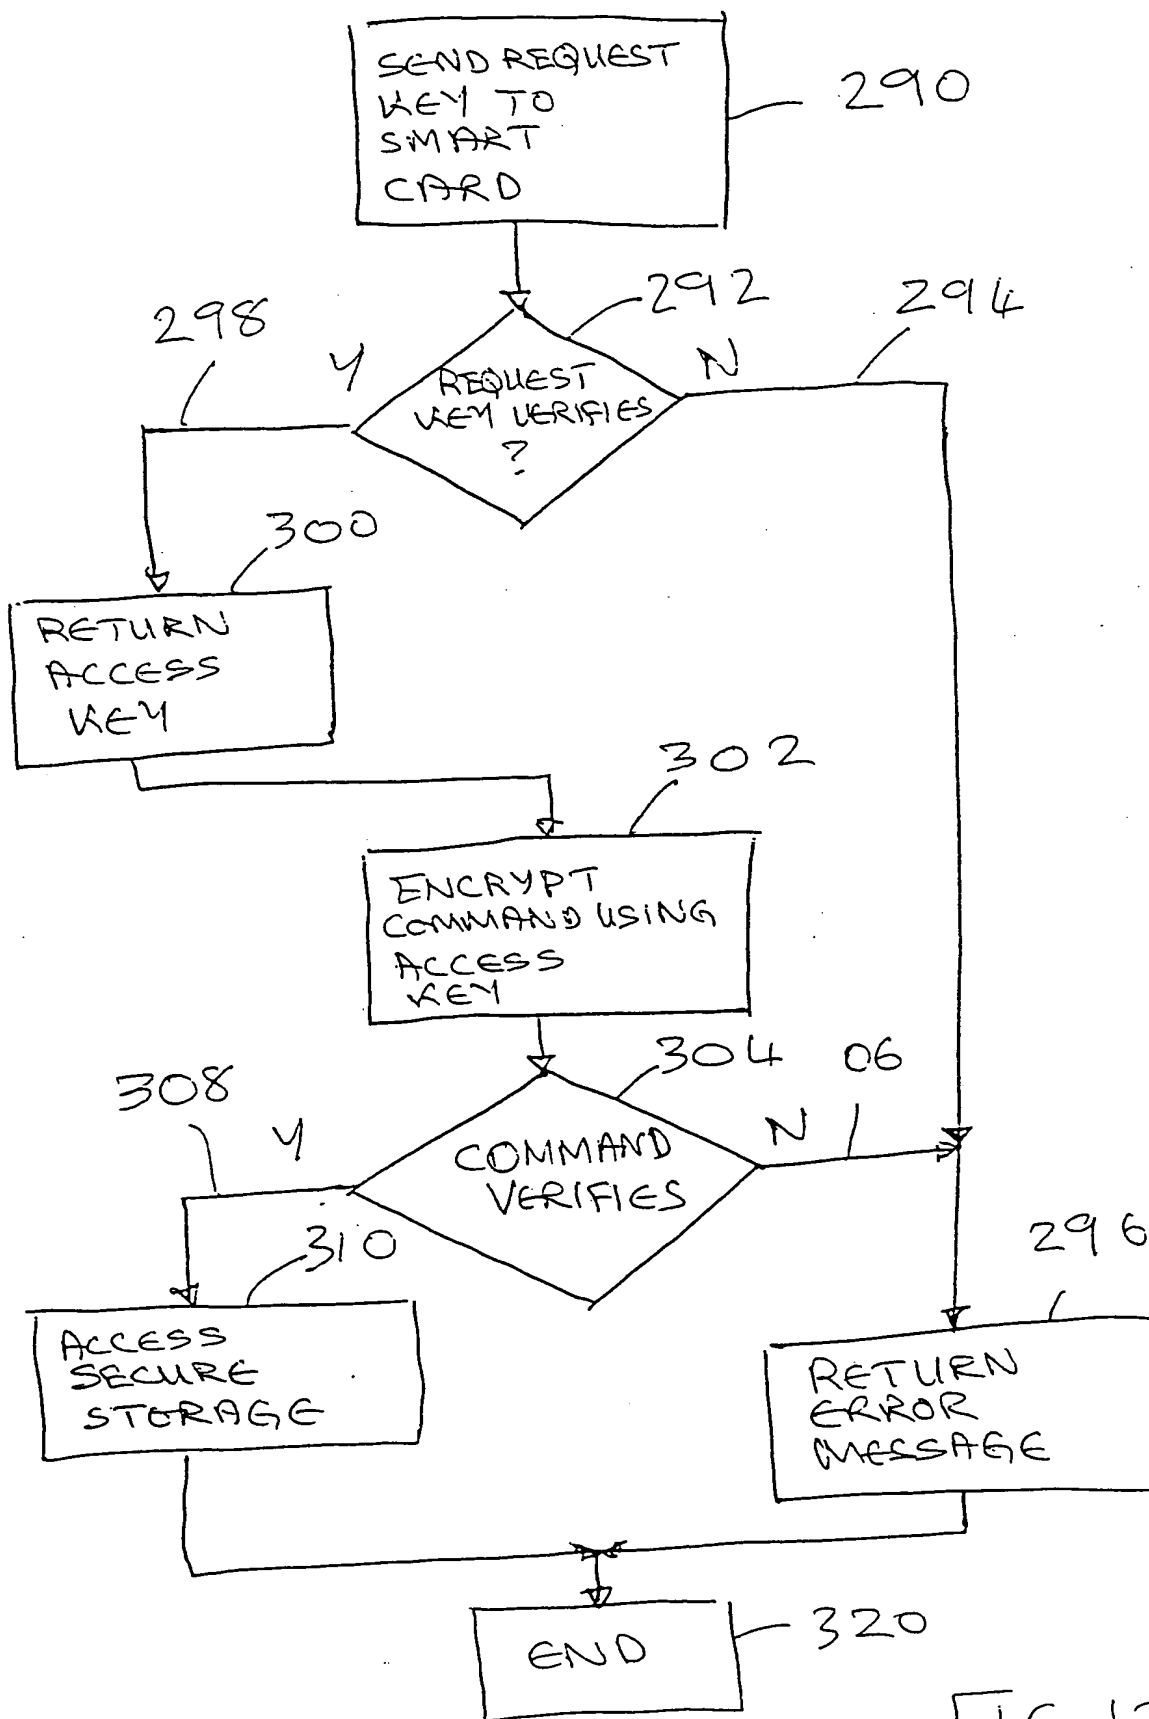 SEND REQUEST
KEY TO
SMART
CARD
290
292
294
298
Y
N
REQUEST
KEY VERIFIES
?
300
RETURN
ACCESS
KEY
302
ENCRYPT
COMMAND USING
ACCESS
KEY
304
06
308
Y
N
COMMAND
VERIFIES
310
296
ACCESS
SECURE
STORAGE
RETURN
ERROR
MESSAGE
END
320